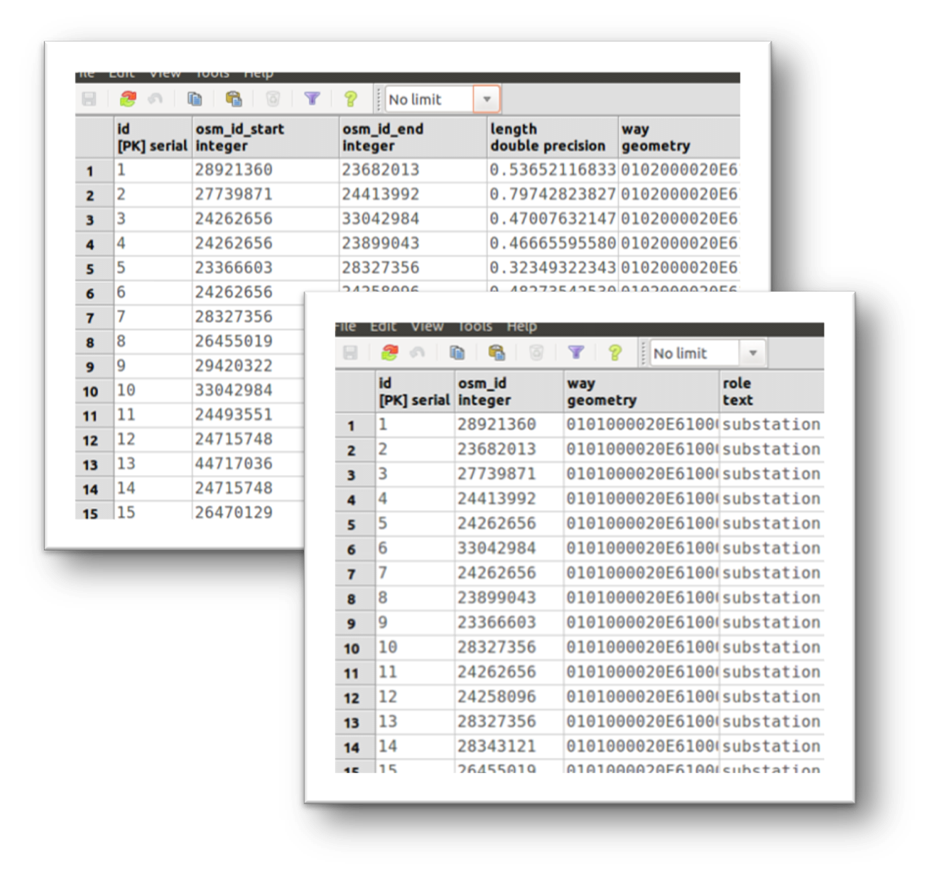 File Edit View Tools Help
No limit
id osm_id_start osm_id_end length way
[PK] serial integer integer double precision geometry
1 1 28921360 23682013 0.53652116833 0102000020E6
2 2 27739871 24413992 0.79742823827 0102000020E6
3 3 24262656 33042984 0.47007632147 0102000020E6
4 4 24262656 23899043 0.46665595580 0102000020E6
5 5 23366603 28327356 0.32349322343 0102000020E6
6 6 24262656 24258096 0.48273542530 0102000020E6
7 7 28327356
8 8 26455019
9 9 29420322
10 10 33042984
11 11 24493551
12 12 24715748
13 13 44717036
14 14 24715748
15 15 26470129
File Edit View Tools Help
No limit
id osm_id way role
[PK] serial integer geometry text
1 1 28921360 0101000020E6100 substation
2 2 23682013 0101000020E6100 substation
3 3 27739871 0101000020E6100 substation
4 4 24413992 0101000020E6100 substation
5 5 24262656 0101000020E6100 substation
6 6 33042984 0101000020E6100 substation
7 7 24262656 0101000020E6100 substation
8 8 23899043 0101000020E6100 substation
9 9 23366603 0101000020E6100 substation
10 10 28327356 0101000020E6100 substation
11 11 24262656 0101000020E6100 substation
12 12 24258096 0101000020E6100 substation
13 13 28327356 0101000020E6100 substation
14 14 28343121 0101000020E6100 substation
15 15 26455019 0101000020E6100 substation